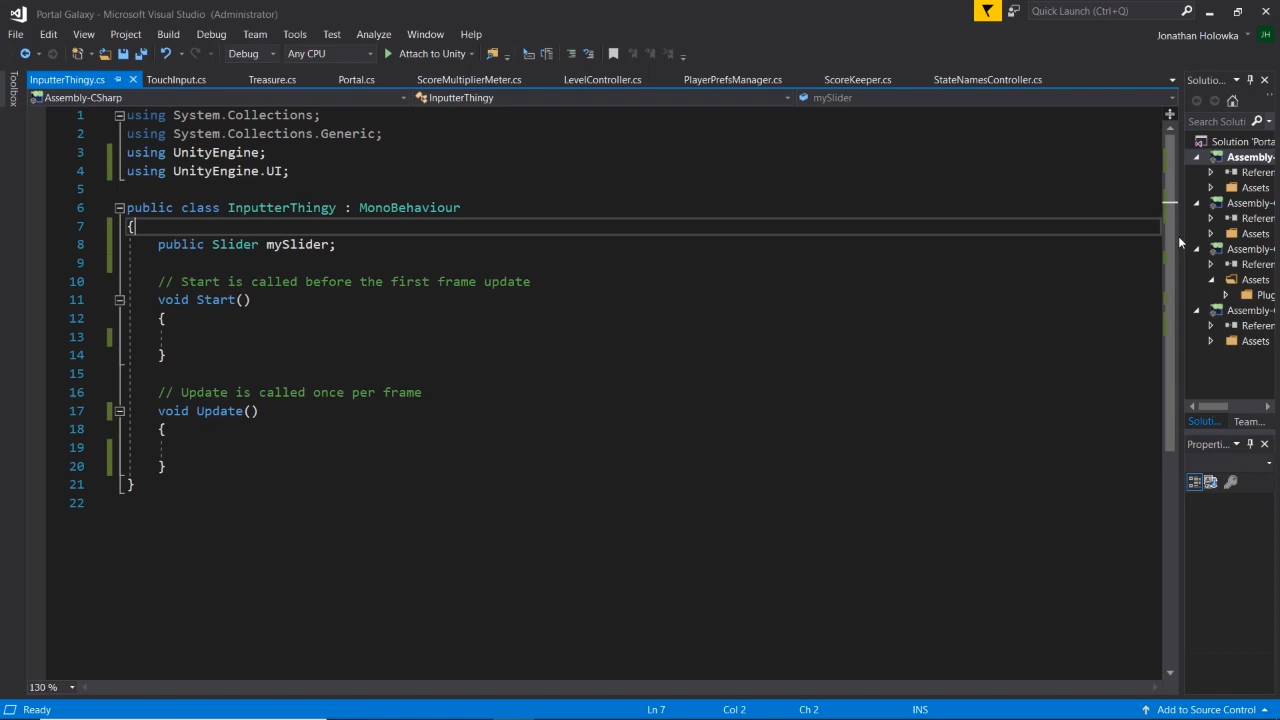 Portal Galaxy - Microsoft Visual Studio (Administrator)
Quick Launch (Ctrl+Q)
File Edit View Project Build Debug Team Tools Test Analyze Window Help
Jonathan Holowka JH
Debug Any CPU Attach to Unity
Toolbox
InputterThingy.cs TouchInput.cs Treasure.cs Portal.cs ScoreMultiplierMeter.cs LevelController.cs PlayerPrefsManager.cs ScoreKeeper.cs StateNamesController.cs
Assembly-CSharp InputterThingy mySlider
1 using System.Collections;
2 using System.Collections.Generic;
3 using UnityEngine;
4 using UnityEngine.UI;
5
6 public class InputterThingy : MonoBehaviour
7 {
8 public Slider mySlider;
9
10 // Start is called before the first frame update
11 void Start()
12 {
13
14 }
15
16 // Update is called once per frame
17 void Update()
18 {
19
20 }
21 }
22
130 %
Solutio...
Search Soluti
Solution 'Porta
Assembly-
Referen
Assets
Assembly-(
Referen
Assets
Assembly-(
Referen
Assets
Plug
Assembly-(
Referen
Assets
Soluti... Team...
Properti...
Ready Ln 7 Col 2 Ch 2 INS Add to Source Control